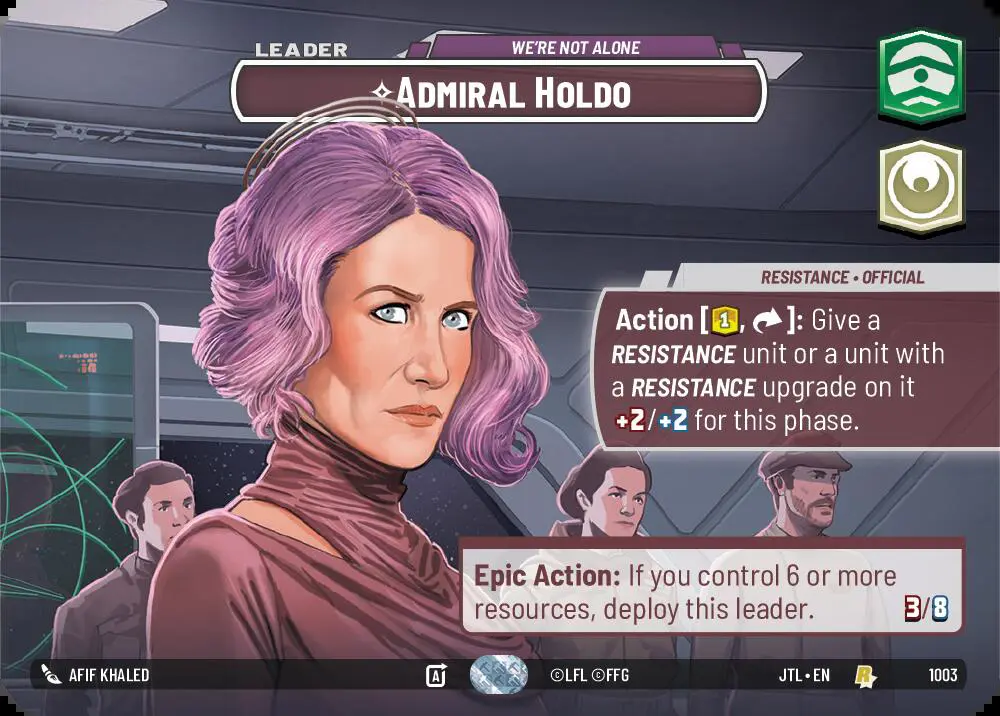 LEADER
WE'RE NOT ALONE
ADMIRAL HOLDO
RESISTANCE • OFFICIAL
Action [1, ]: Give a
RESISTANCE unit or a unit with
a RESISTANCE upgrade on it
+2/+2 for this phase.
Epic Action: If you control 6 or more
resources, deploy this leader. 3/8
AFIF KHALED
A
©LFL ©FFG
JTL • EN
R
1003